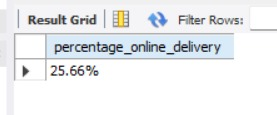 Result Grid Filter Rows:
percentage_online_delivery
25.66%